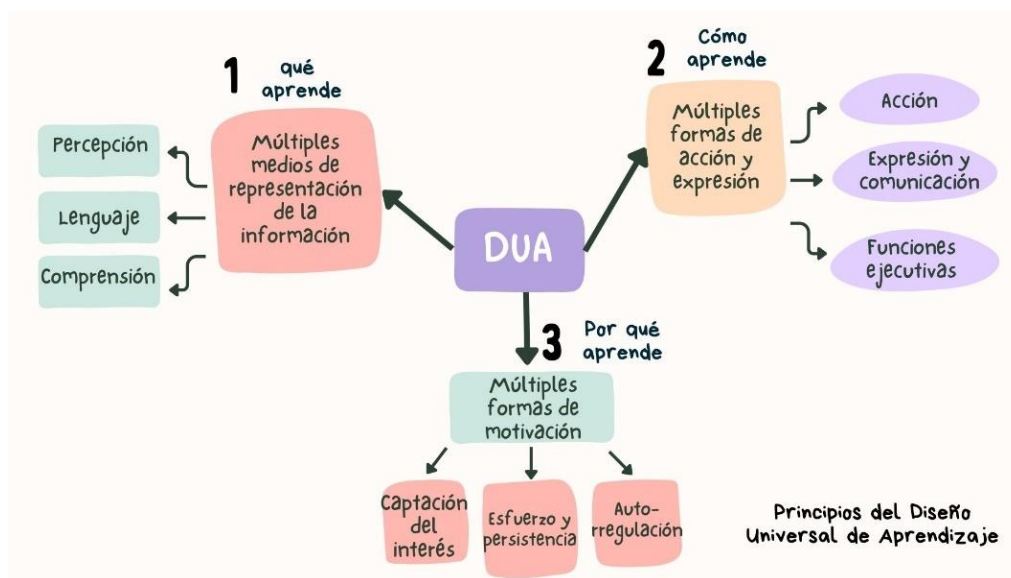 1
qué
aprende
Múltiples
medios de
representación
de la
información
Percepción
Lenguaje
Comprensión
DUA
2
Cómo
aprende
Múltiples
formas de
acción y
expresión
Acción
Expresión y
comunicación
Funciones
ejecutivas
3
Por qué
aprende
Múltiples
formas de
motivación
Captación
del
interés
Esfuerzo y
persistencia
Auto-
rregulación
Principios del Diseño
Universal de Aprendizaje